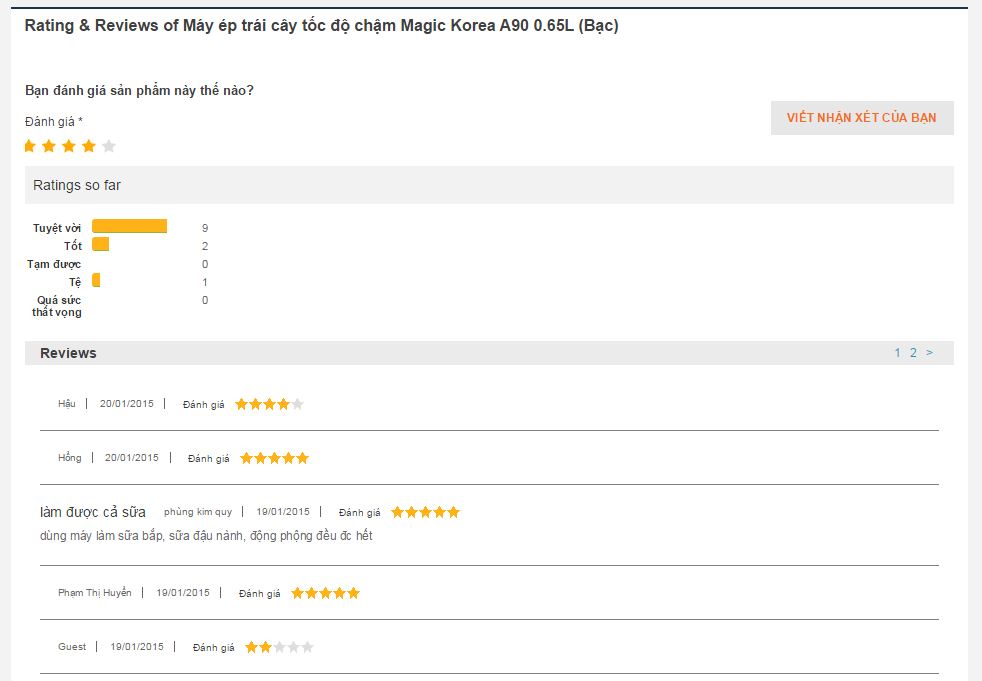 Rating & Reviews of Máy ép trái cây tốc độ chậm Magic Korea A90 0.65L (Bạc)
Bạn đánh giá sản phẩm này thế nào?
Đánh giá *
VIẾT NHẬN XÉT CỦA BẠN
Ratings so far
Tuyệt vời 9
Tốt 2
Tạm được 0
Tệ 1
Quá sức 0
thất vọng
Reviews 1 2 >
Hậu | 20/01/2015 | Đánh giá
Hồng | 20/01/2015 | Đánh giá
làm được cả sữa phùng kim quy | 19/01/2015 | Đánh giá
dùng máy làm sữa bắp, sữa đậu nành, động phộng đều đc hết
Phạm Thị Huyền | 19/01/2015 | Đánh giá
Guest | 19/01/2015 | Đánh giá